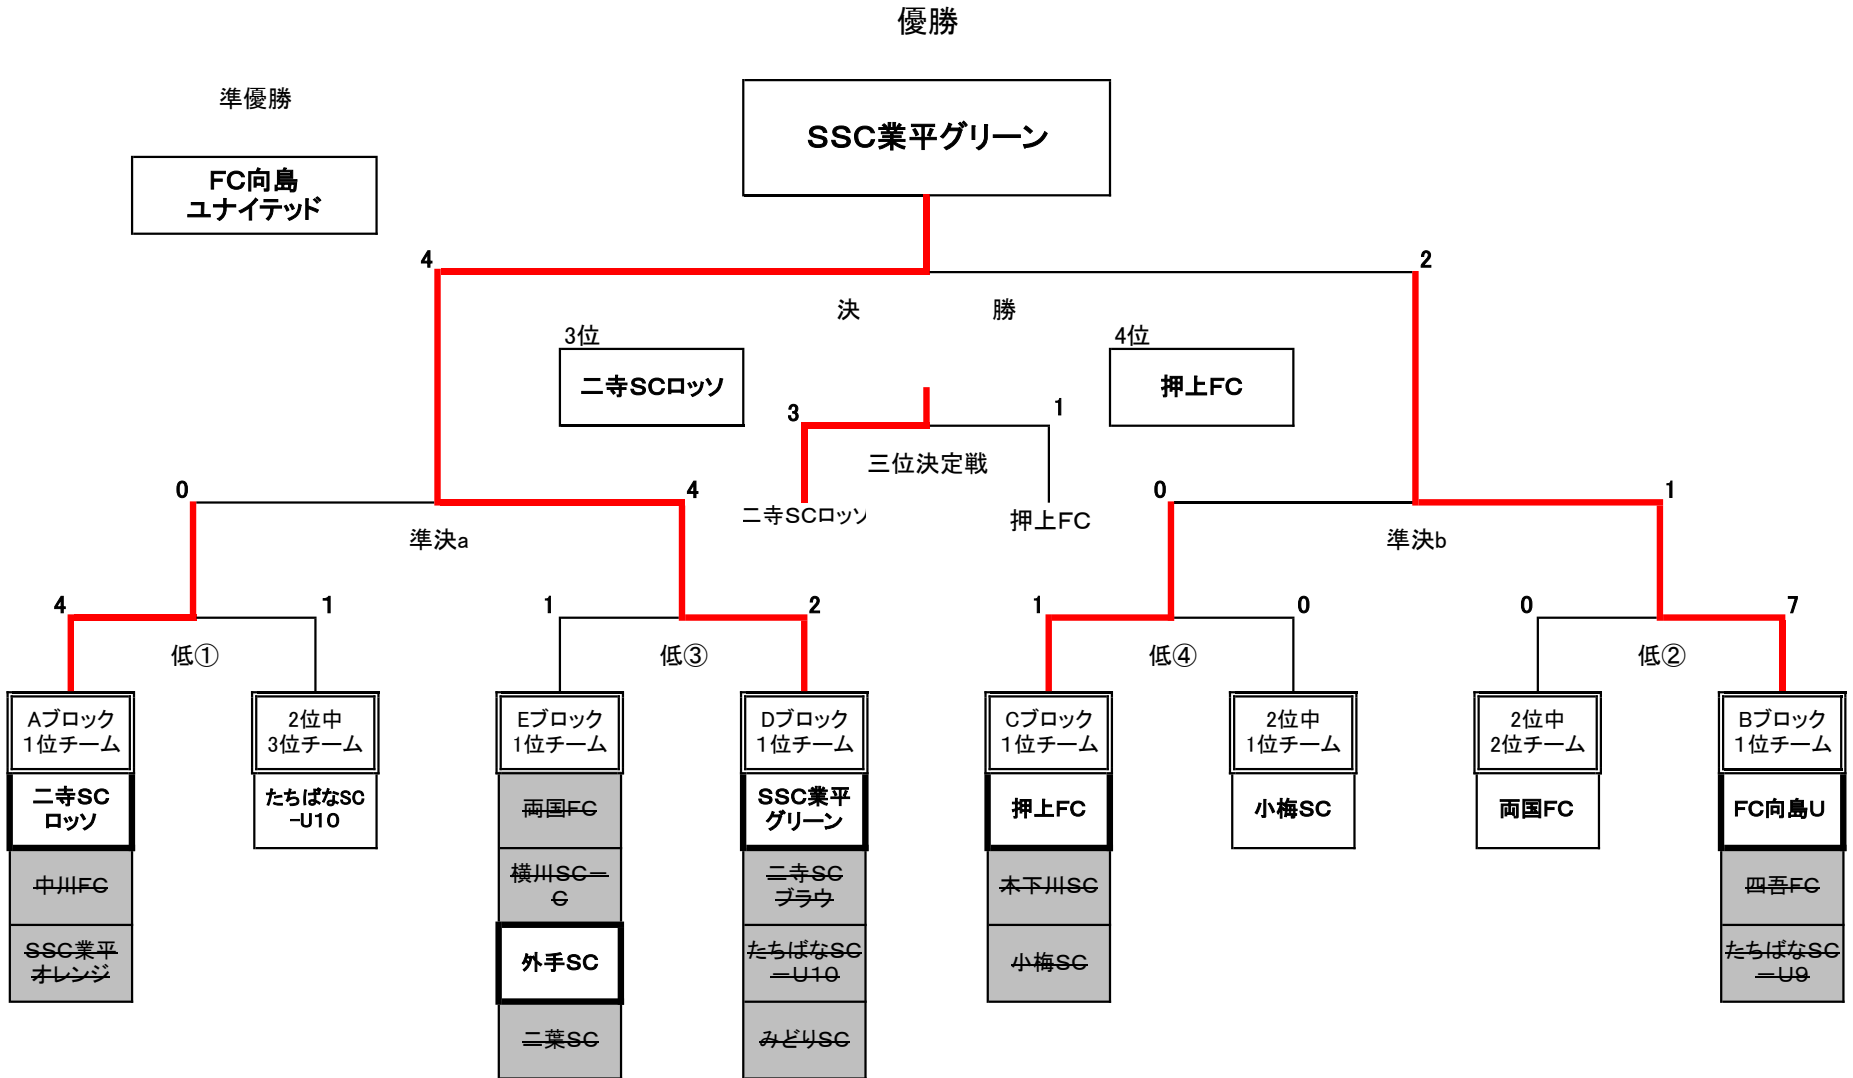 優勝
準優勝
SSC業平グリーン
FC向島
ユナイテッド
4
2
決 勝
3位
4位
二寺SCロッソ
押上FC
3
1
三位決定戦
0
4
二寺SCロッソ
押上FC
0
1
準決a
準決b
4
1
1
2
1
0
0
7
低①
低③
低④
低②
Aブロック
1位チーム
2位中
3位チーム
Eブロック
1位チーム
Dブロック
1位チーム
Cブロック
1位チーム
2位中
1位チーム
2位中
2位チーム
Bブロック
1位チーム
二寺SC
ロッソ
たちばなSC
-U10
両国FC
SSC業平
グリーン
押上FC
小梅SC
両国FC
FC向島U
中川FC
横川SC－
C
二寺SC
ブラウ
木下川SC
四吾FC
SSC業平
オレンジ
外手SC
たちばなSC
－U10
小梅SC
たちばなSC
－U9
二葉SC
みどりSC